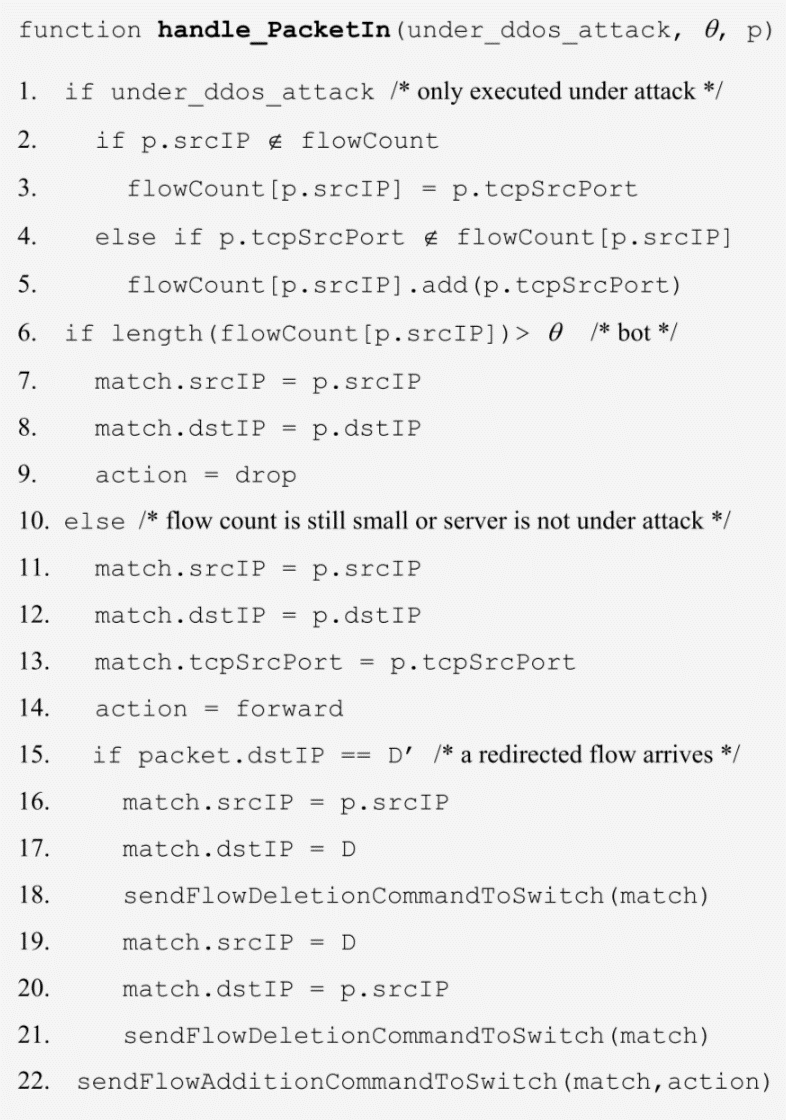 function handle_PacketIn(under_ddos_attack, θ, p)
1. if under_ddos_attack /* only executed under attack */
2. if p.srcIP ∉ flowCount
3. flowCount[p.srcIP] = p.tcpSrcPort
4. else if p.tcpSrcPort ∉ flowCount[p.srcIP]
5. flowCount[p.srcIP].add(p.tcpSrcPort)
6. if length(flowCount[p.srcIP])> θ /* bot */
7. match.srcIP = p.srcIP
8. match.dstIP = p.dstIP
9. action = drop
10. else /* flow count is still small or server is not under attack */
11. match.srcIP = p.srcIP
12. match.dstIP = p.dstIP
13. match.tcpSrcPort = p.tcpSrcPort
14. action = forward
15. if packet.dstIP == D′ /* a redirected flow arrives */
16. match.srcIP = p.srcIP
17. match.dstIP = D
18. sendFlowDeletionCommandToSwitch(match)
19. match.srcIP = D
20. match.dstIP = p.srcIP
21. sendFlowDeletionCommandToSwitch(match)
22. sendFlowAdditionCommandToSwitch(match,action)